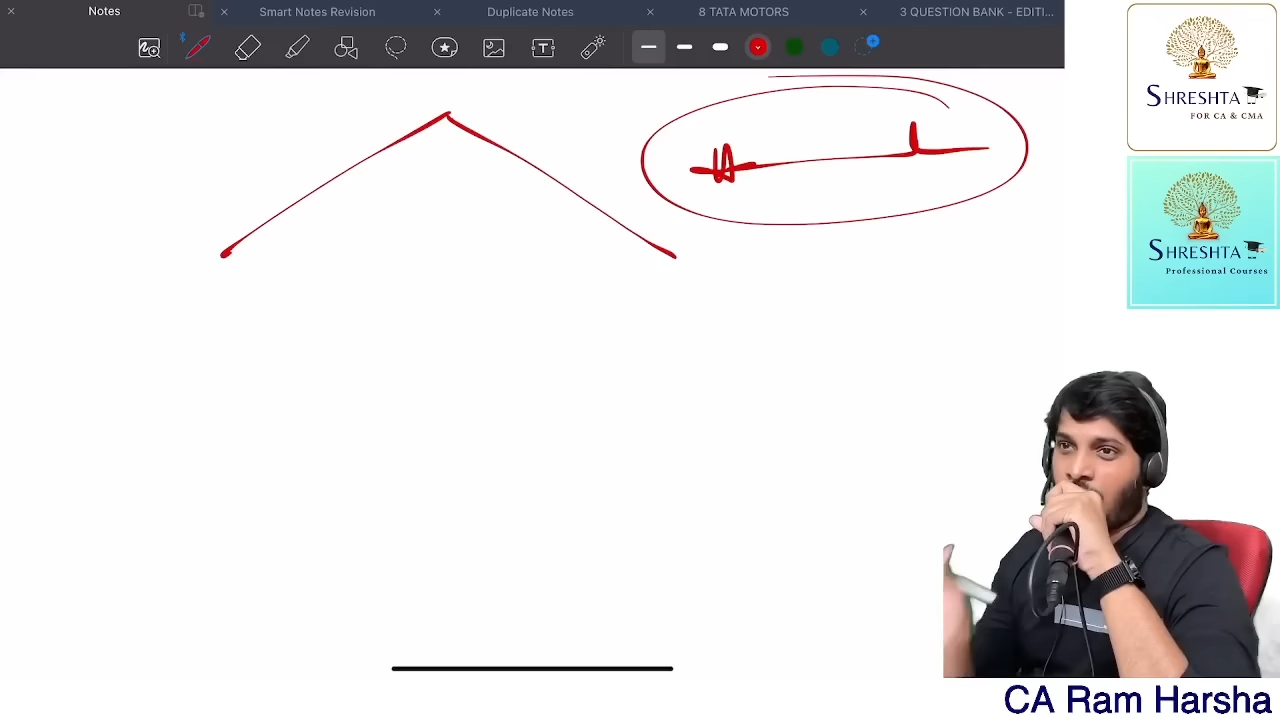 Notes
Smart Notes Revision
Duplicate Notes
8 TATA MOTORS
3 QUESTION BANK - EDITI...
SHRESHTA
FOR CA & CMA
SHRESHTA
Professional Courses
CA Ram Harsha